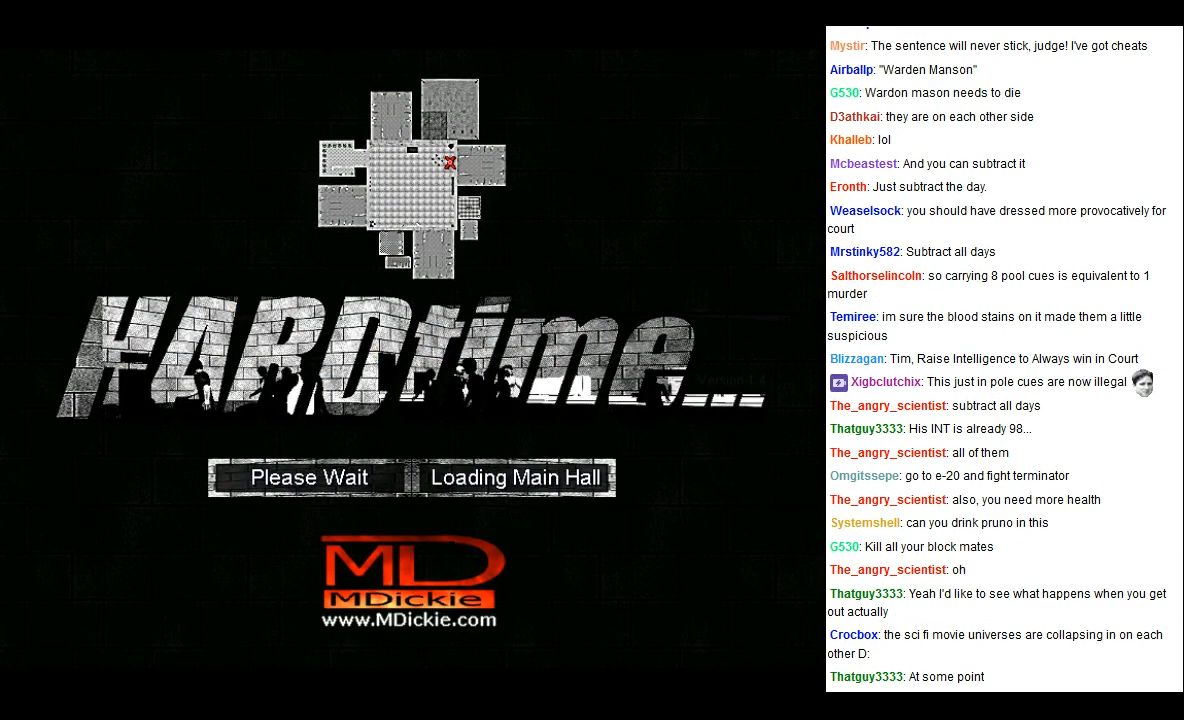 HARDtime...
Version 1.4
Please Wait
Loading Main Hall
MD
MDickie
www.MDickie.com
Mystir: The sentence will never stick, judge! I've got cheats
Airballp: "Warden Manson"
G530: Wardon mason needs to die
D3athkai: they are on each other side
Khalleb: lol
Mcbeastest: And you can subtract it
Eronth: Just subtract the day.
Weaselsock: you should have dressed more provocatively for
court
Mrstinky582: Subtract all days
Salthorselincoln: so carrying 8 pool cues is equivalent to 1
murder
Temiree: im sure the blood stains on it made them a little
suspicious
Blizzagan: Tim, Raise Intelligence to Always win in Court
Xigbclutchix: This just in pole cues are now illegal
The_angry_scientist: subtract all days
Thatguy3333: His INT is already 98...
The_angry_scientist: all of them
Omgitssepe: go to e-20 and fight terminator
The_angry_scientist: also, you need more health
Systemshell: can you drink pruno in this
G530: Kill all your block mates
The_angry_scientist: oh
Thatguy3333: Yeah I'd like to see what happens when you get
out actually
Crocbox: the sci fi movie universes are collapsing in on each
other D:
Thatguy3333: At some point